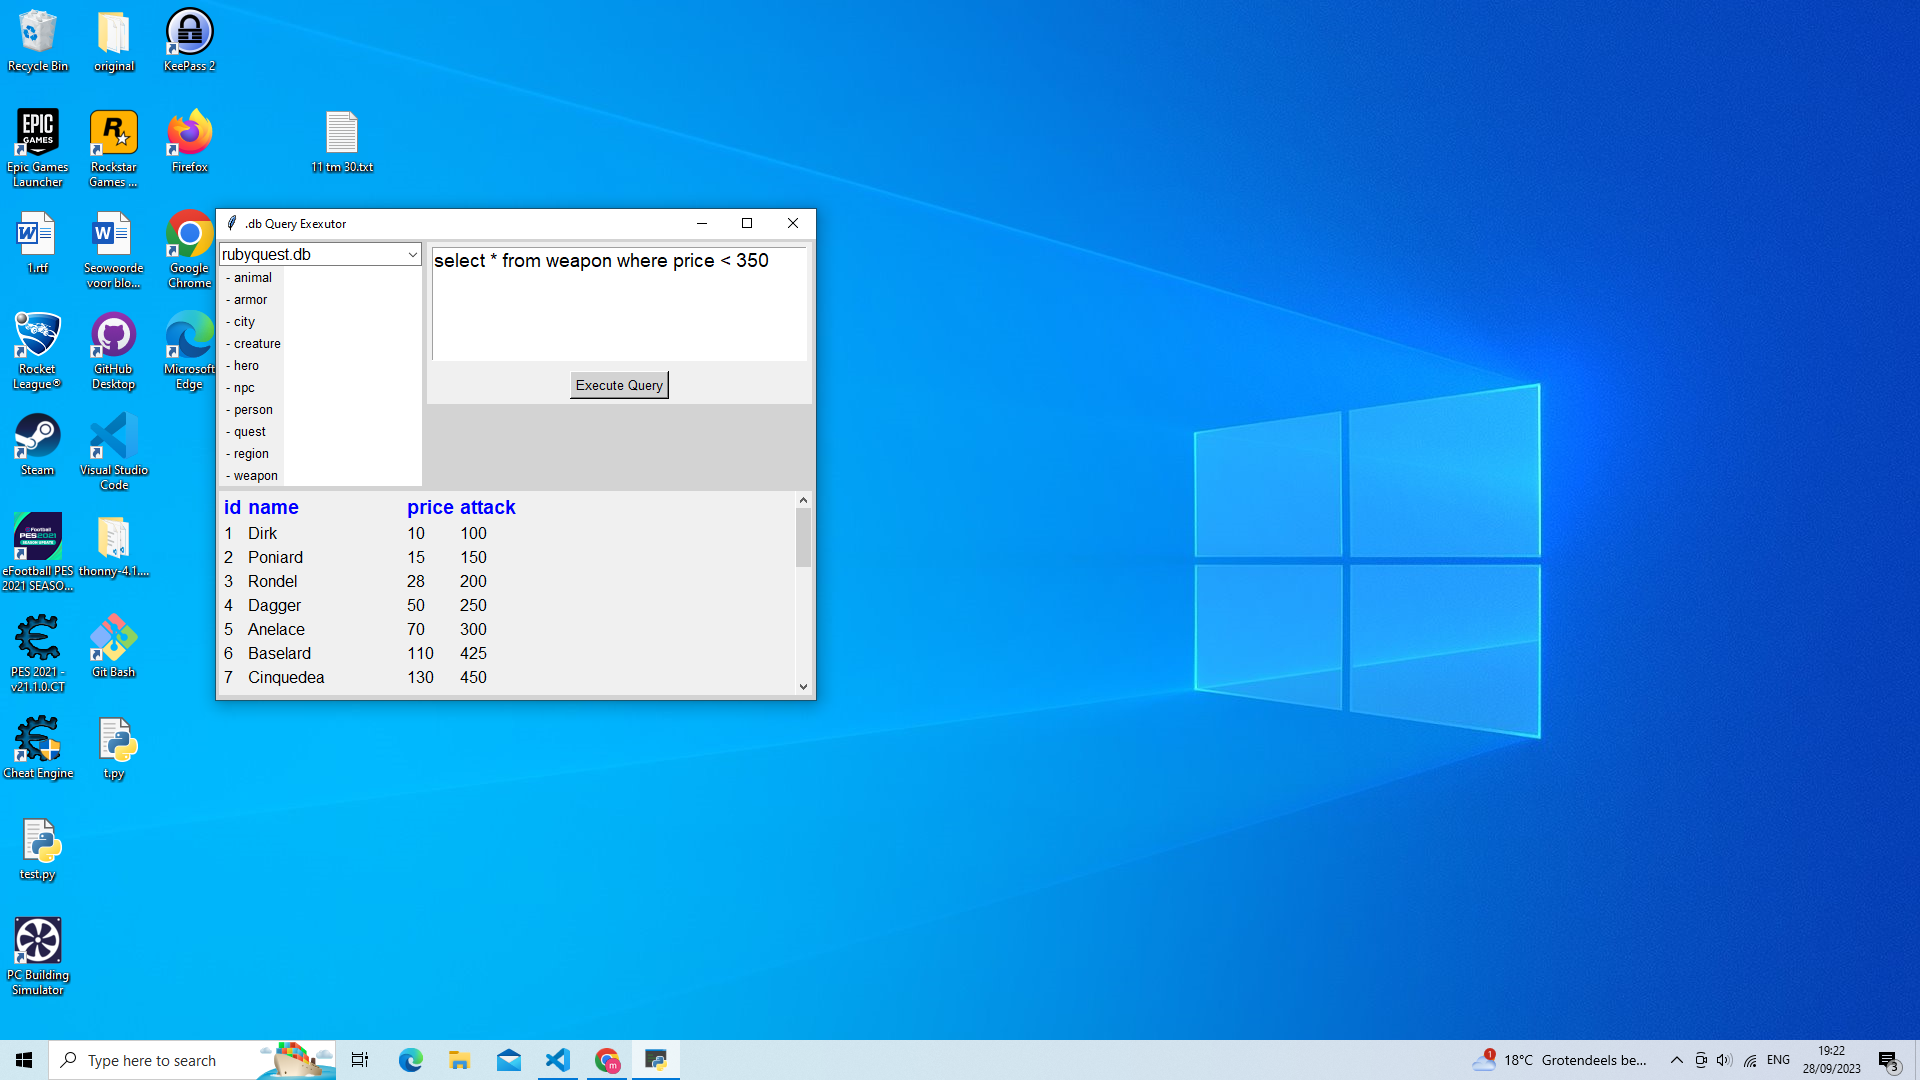 Recycle Bin
original
KeePass 2
Epic Games
Launcher
Rockstar
Games ...
Firefox
11 tm 30.txt
1.rtf
Seowoorde
voor blo...
Google
Chrome
Rocket
League®
GitHub
Desktop
Microsoft
Edge
Steam
Visual Studio
Code
eFootball PES
2021 SEASO...
thonny-4.1....
PES 2021 -
v21.1.0.CT
Git Bash
Cheat Engine
t.py
test.py
PC Building
Simulator
EPIC
GAMES
.db Query Exexutor
rubyquest.db
- animal
- armor
- city
- creature
- hero
- npc
- person
- quest
- region
- weapon
select * from weapon where price < 350
Execute Query
id name price attack
1 Dirk 10 100
2 Poniard 15 150
3 Rondel 28 200
4 Dagger 50 250
5 Anelace 70 300
6 Baselard 110 425
7 Cinquedea 130 450
Type here to search
1
18°C Grotendeels be...
ENG
19:22
28/09/2023
3